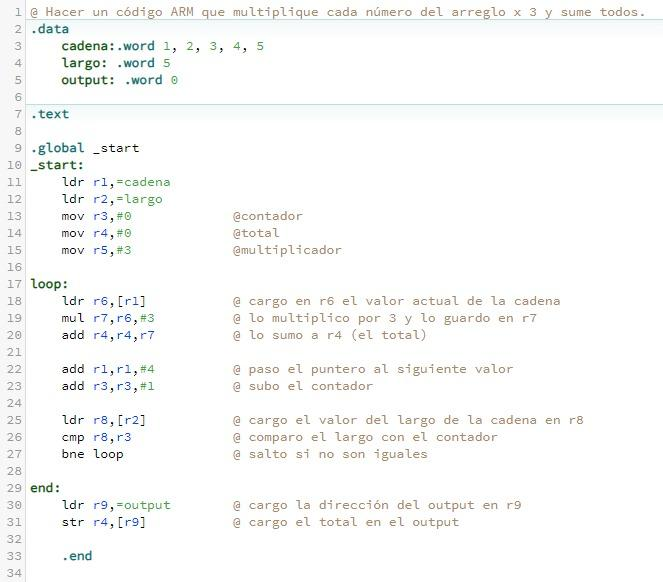 1 @ Hacer un código ARM que multiplique cada número del arreglo x 3 y sume todos.
2 .data
3 cadena:.word 1, 2, 3, 4, 5
4 largo: .word 5
5 output: .word 0
6
7 .text
8
9 .global _start
10 _start:
11 ldr r1,=cadena
12 ldr r2,=largo
13 mov r3,#0 @contador
14 mov r4,#0 @total
15 mov r5,#3 @multiplicador
16
17 loop:
18 ldr r6,[r1] @ cargo en r6 el valor actual de la cadena
19 mul r7,r6,#3 @ lo multiplico por 3 y lo guardo en r7
20 add r4,r4,r7 @ lo sumo a r4 (el total)
21
22 add r1,r1,#4 @ paso el puntero al siguiente valor
23 add r3,r3,#1 @ subo el contador
24
25 ldr r8,[r2] @ cargo el valor del largo de la cadena en r8
26 cmp r8,r3 @ comparo el largo con el contador
27 bne loop @ salto si no son iguales
28
29 end:
30 ldr r9,=output @ cargo la dirección del output en r9
31 str r4,[r9] @ cargo el total en el output
32
33 .end
34